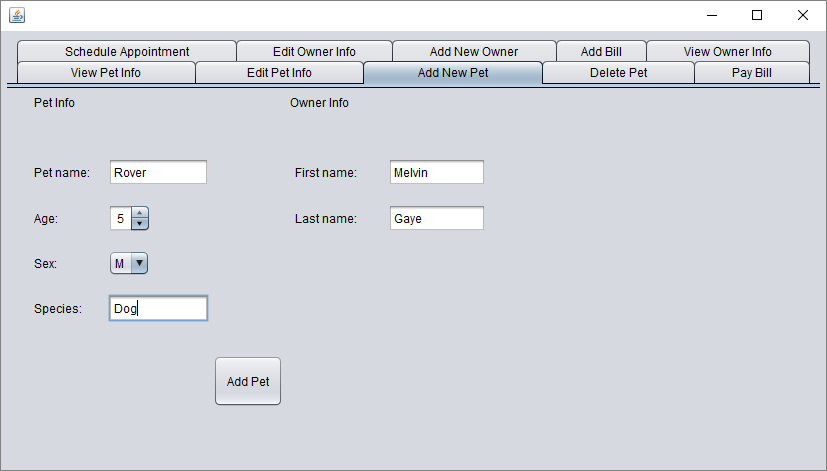 Schedule Appointment Edit Owner Info Add New Owner Add Bill View Owner Info
View Pet Info Edit Pet Info Add New Pet Delete Pet Pay Bill
Pet Info Owner Info
Pet name: Rover First name: Melvin
Age: 5 Last name: Gaye
Sex: M
Species: Dog
Add Pet